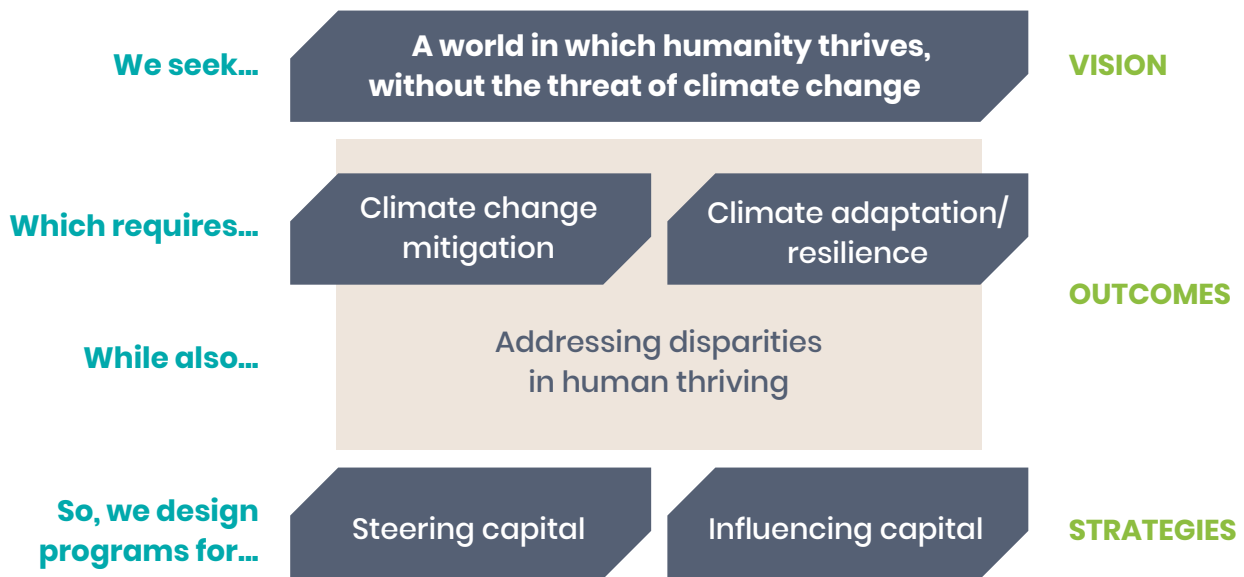 We seek...
A world in which humanity thrives,
without the threat of climate change
VISION
Which requires...
Climate change
mitigation
Climate adaptation/
resilience
OUTCOMES
While also...
Addressing disparities
in human thriving
So, we design
programs for...
Steering capital
Influencing capital
STRATEGIES